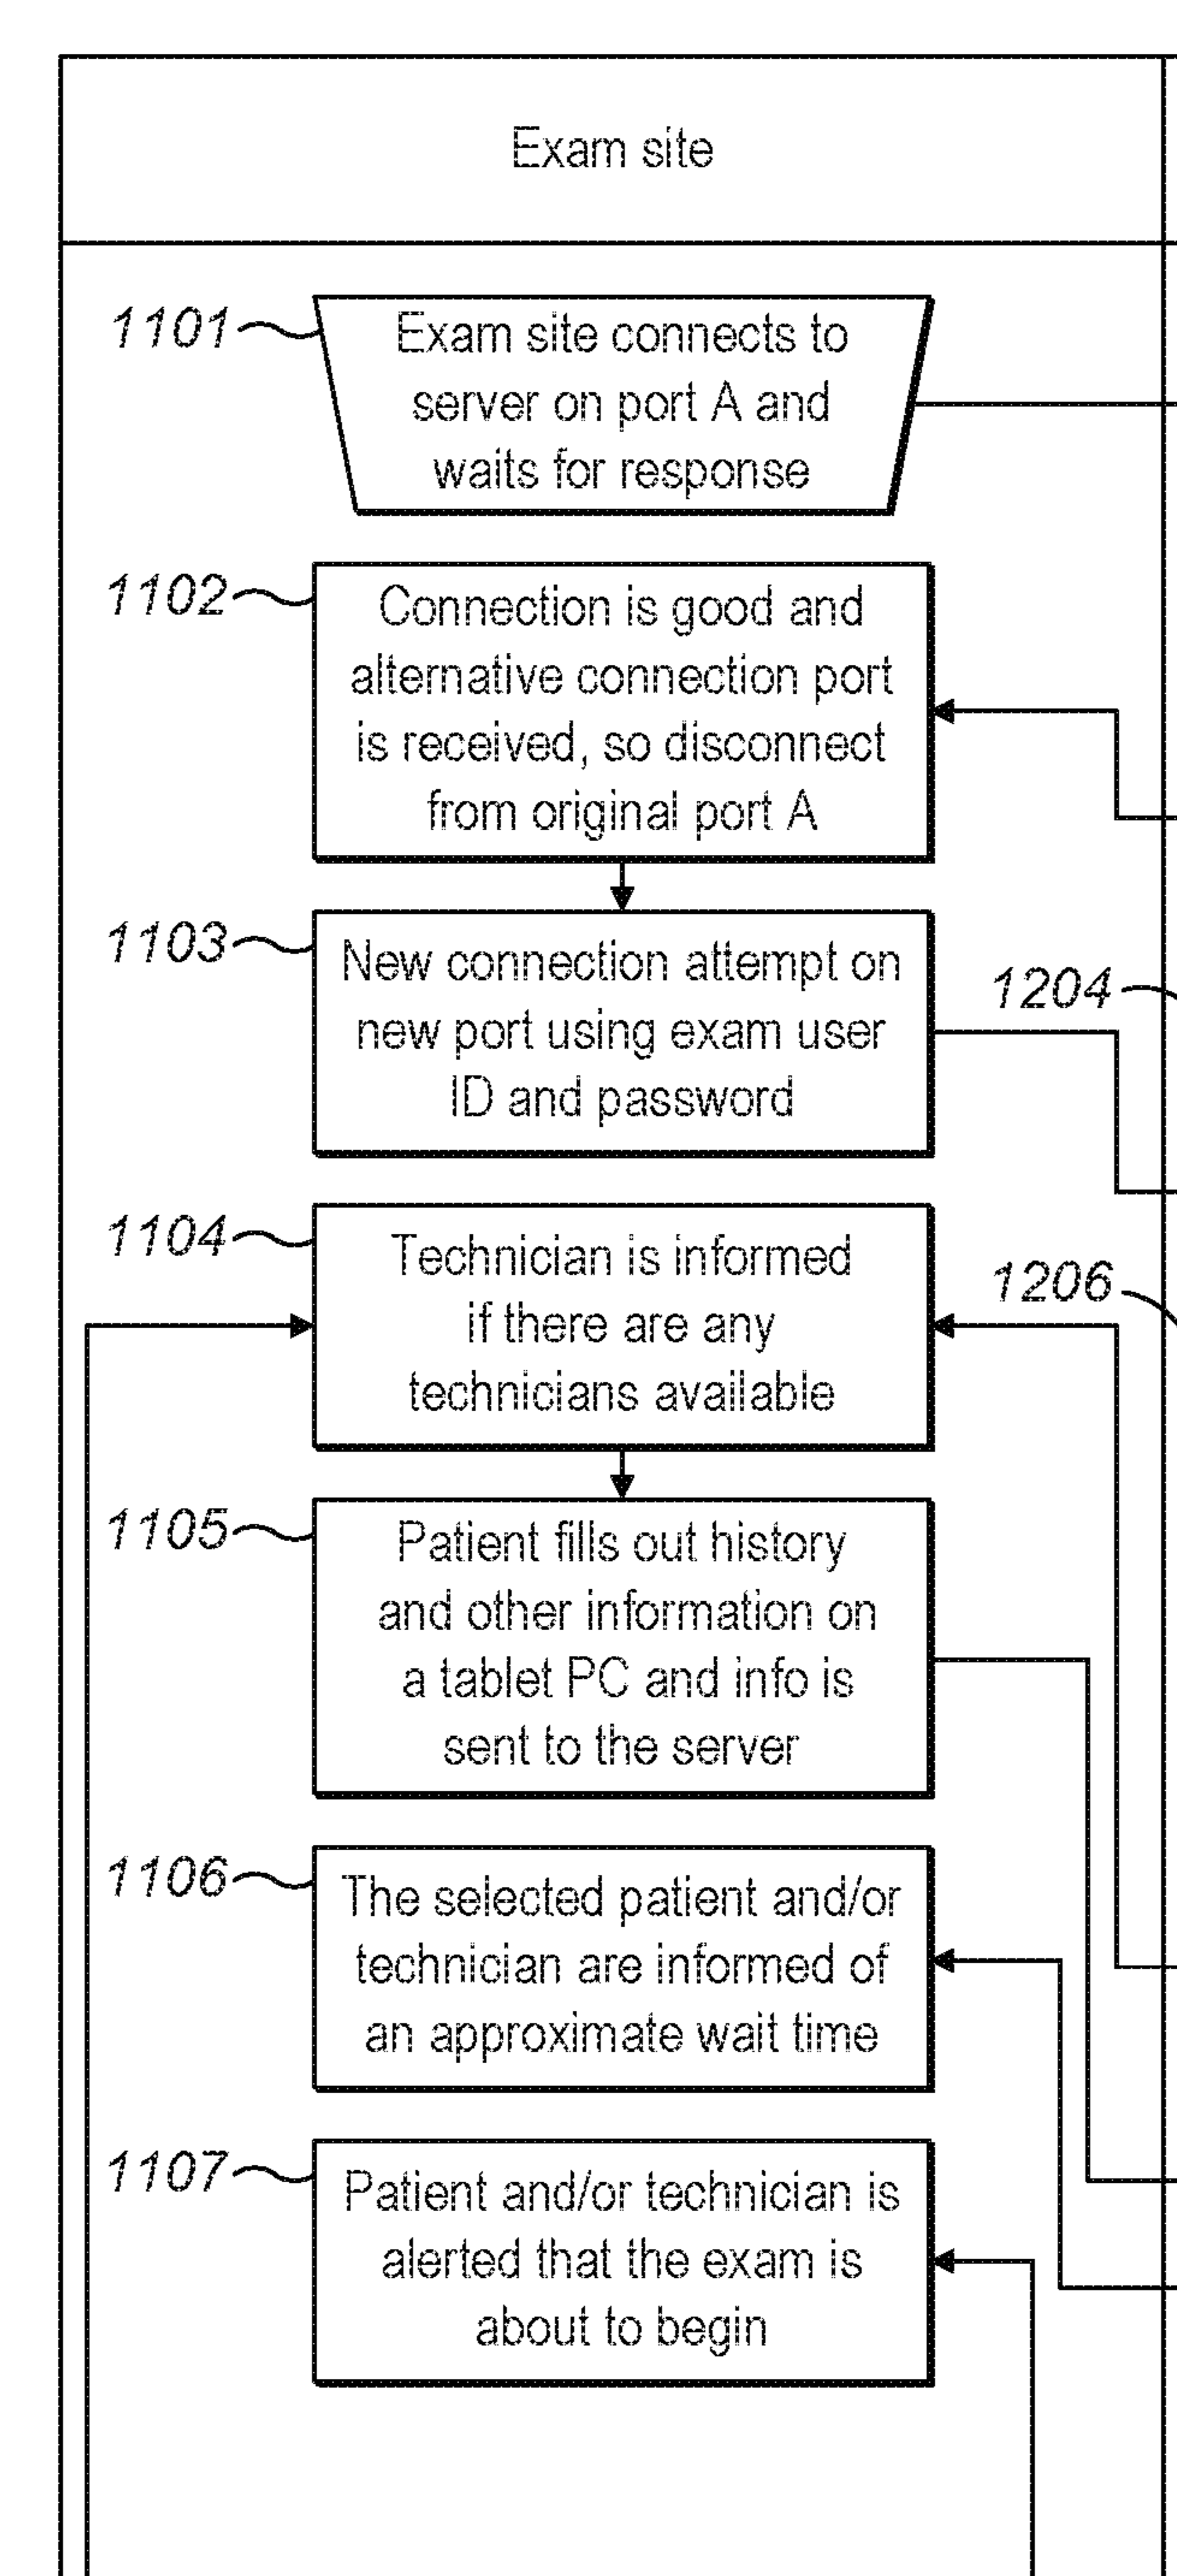 Exam site
1101
Exam site connects to
server on port A and
waits for response
1102
Connection is good and
alternative connection port
is received, so disconnect
from original port A
1103
New connection attempt on
new port using exam user
ID and password
1204
1104
Technician is informed
if there are any
technicians available
1206
1105
Patient fills out history
and other information on
a tablet PC and info is
sent to the server
1106
The selected patient and/or
technician are informed of
an approximate wait time
1107
Patient and/or technician is
alerted that the exam is
about to begin